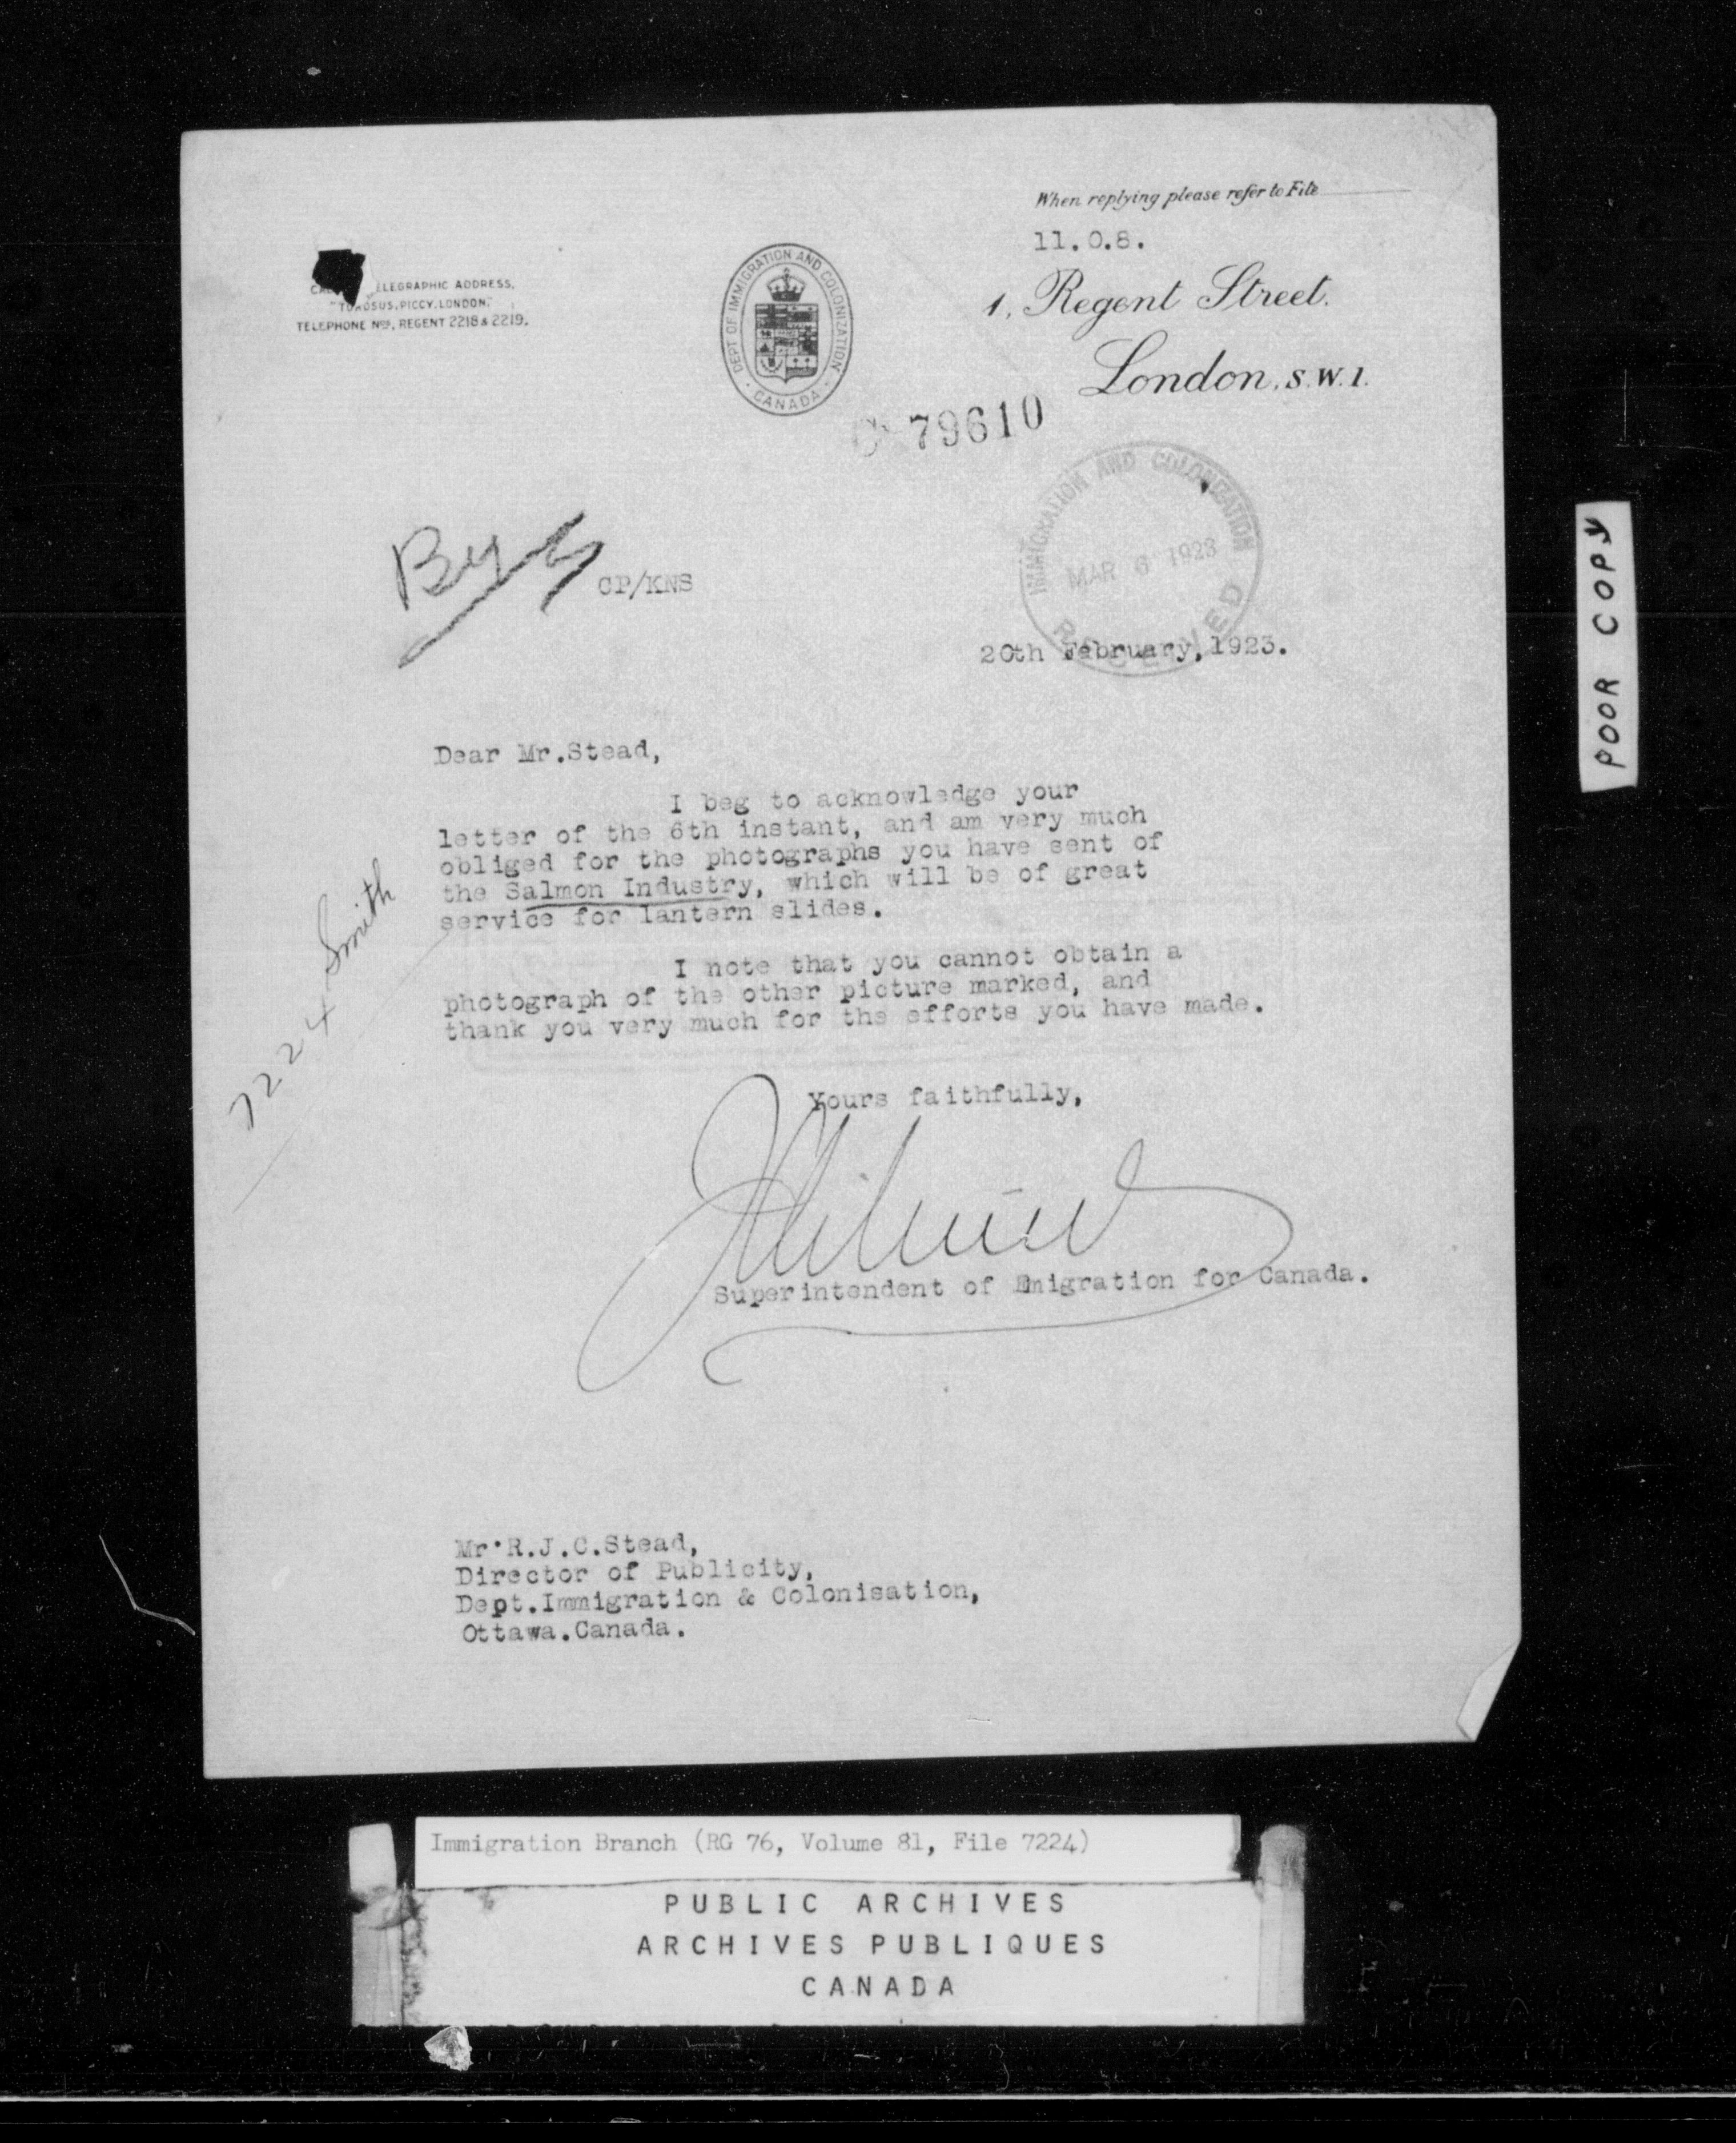 When replying please refer to File
11.0.8.
TELEGRAPHIC ADDRESS,
PICCY, LONDON.
TELEPHONE Nos. REGENT 2218 & 2219.
DEPT OF IMMIGRATION AND COLONIZATION
CANADA
1, Regent Street.
London, S.W.1.
79610
IMMIGRATION AND COLONIZATION
MAR 6 1923
RECEIVED
CP/KNS
20th February, 1923.
Dear Mr.Stead,
I beg to acknowledge your
letter of the 6th instant, and am very much
obliged for the photographs you have sent of
the Salmon Industry, which will be of great
service for lantern slides.
I note that you cannot obtain a
photograph of the other picture marked, and
thank you very much for the efforts you have made.
7224 Smith
Yours faithfully,
Superintendent of Emigration for Canada.
Mr.R.J.C.Stead,
Director of Publicity,
Dept.Immigration & Colonisation,
Ottawa.Canada.
POOR COPY
Immigration Branch (RG 76, Volume 81, File 7224)
PUBLIC ARCHIVES
ARCHIVES PUBLIQUES
CANADA